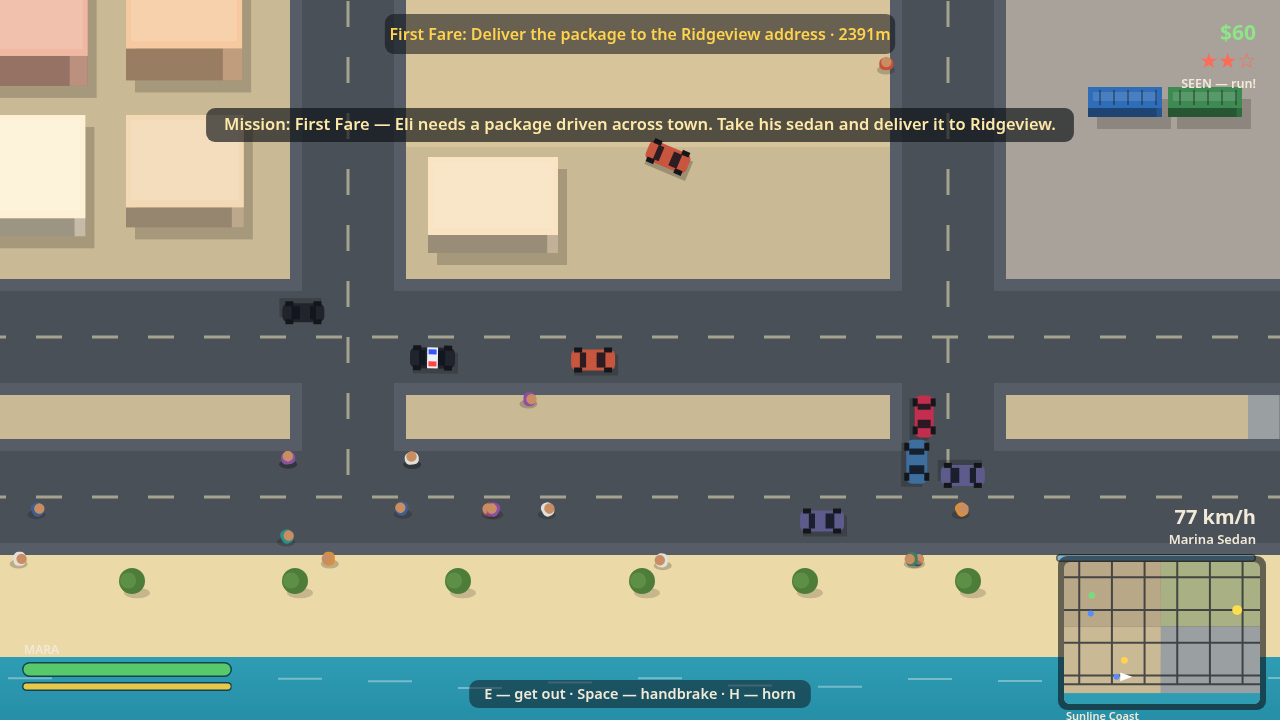 First Fare: Deliver the package to the Ridgeview address · 2391m
$60
★★☆
SEEN — run!
Mission: First Fare — Eli needs a package driven across town. Take his sedan and deliver it to Ridgeview.
77 km/h
Marina Sedan
MARA
E — get out · Space — handbrake · H — horn
Sunline Coast